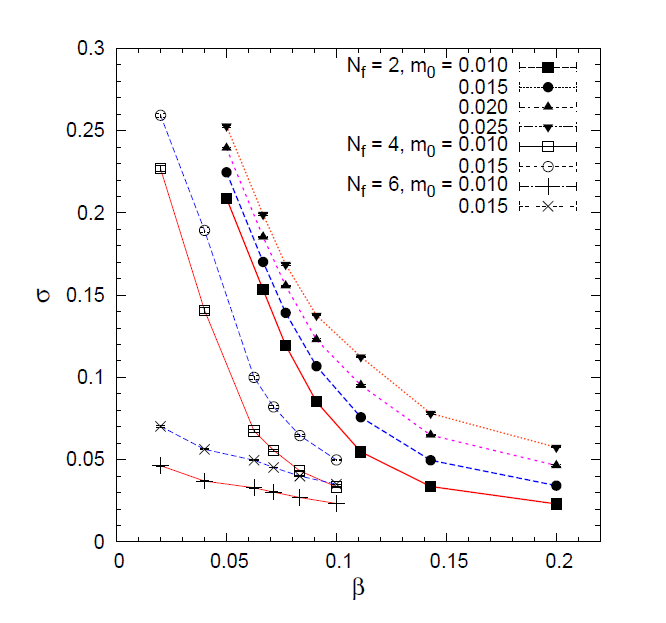 0.3
0.25
0.2
0.15
0.1
0.05
0
σ
0 0.05 0.1 0.15 0.2
β
N_f = 2, m_0 = 0.010
0.015
0.020
0.025
N_f = 4, m_0 = 0.010
0.015
N_f = 6, m_0 = 0.010
0.015